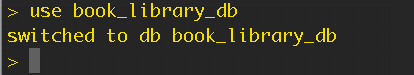 > use book_library_db
switched to db book_library_db
>